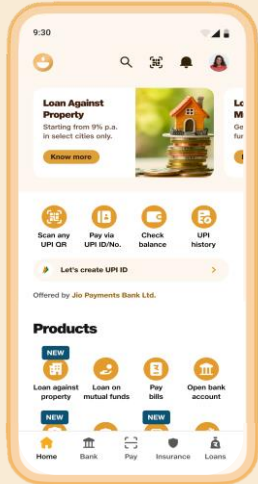 9:30
Loan Against
Property
Starting from 9% p.a.
in select cities only.
Know more
Lo
M
Ge
fur
Scan any
UPI QR
Pay via
UPI ID/No.
Check
balance
UPI
history
Let's create UPI ID
Offered by Jio Payments Bank Ltd.
Products
NEW
Loan against
property
Loan on
mutual funds
Pay
bills
Open bank
account
NEW
NEW
Home
Bank
Pay
Insurance
Loans